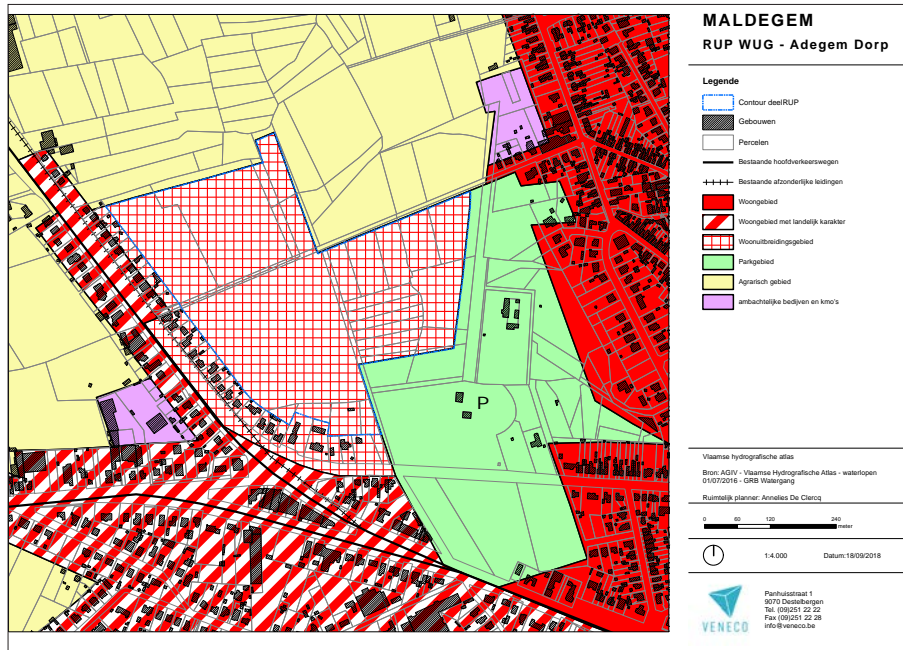 MALDEGEM
RUP WUG - Adegem Dorp
Legende
Contour deelRUP
Gebouwen
Percelen
Bestaande hoofdverkeerswegen
Bestaande afzonderlijke leidingen
Woongebied
Woongebied met landelijk karakter
Woonuitbreidingsgebied
Parkgebied
Agrarisch gebied
ambachtelijke bedijven en kmo's
P
Vlaamse hydrografische atlas
Bron: AGIV - Vlaamse Hydrografische Atlas - waterlopen
01/07/2016 - GRB Watergang
Ruimtelijk planner: Annelies De Clercq
0 60 120 240
meter
1:4.000 Datum:18/09/2018
VENECO
Panhuisstraat 1
9070 Destelbergen
Tel. (09)251 22 22
Fax (09)251 22 28
info@veneco.be